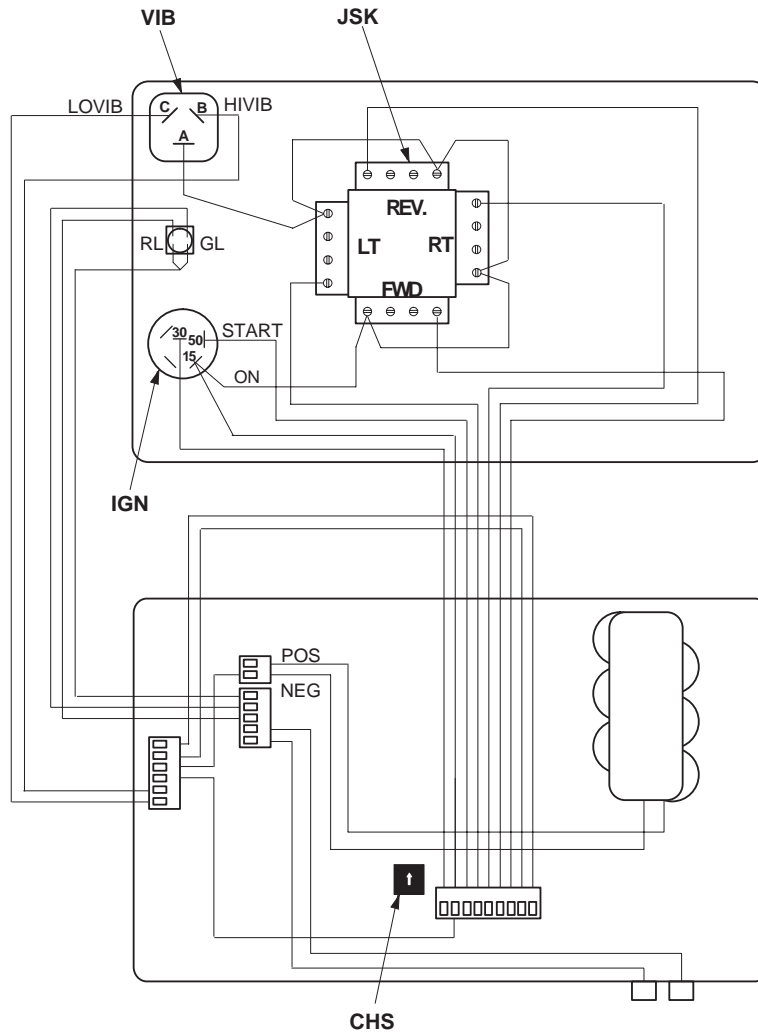 VIB
JSK
LOVIB
C
B
HIVIB
A
REV.
LT
RT
FWD
RL
GL
30
50
START
15
ON
IGN
POS
NEG
CHS